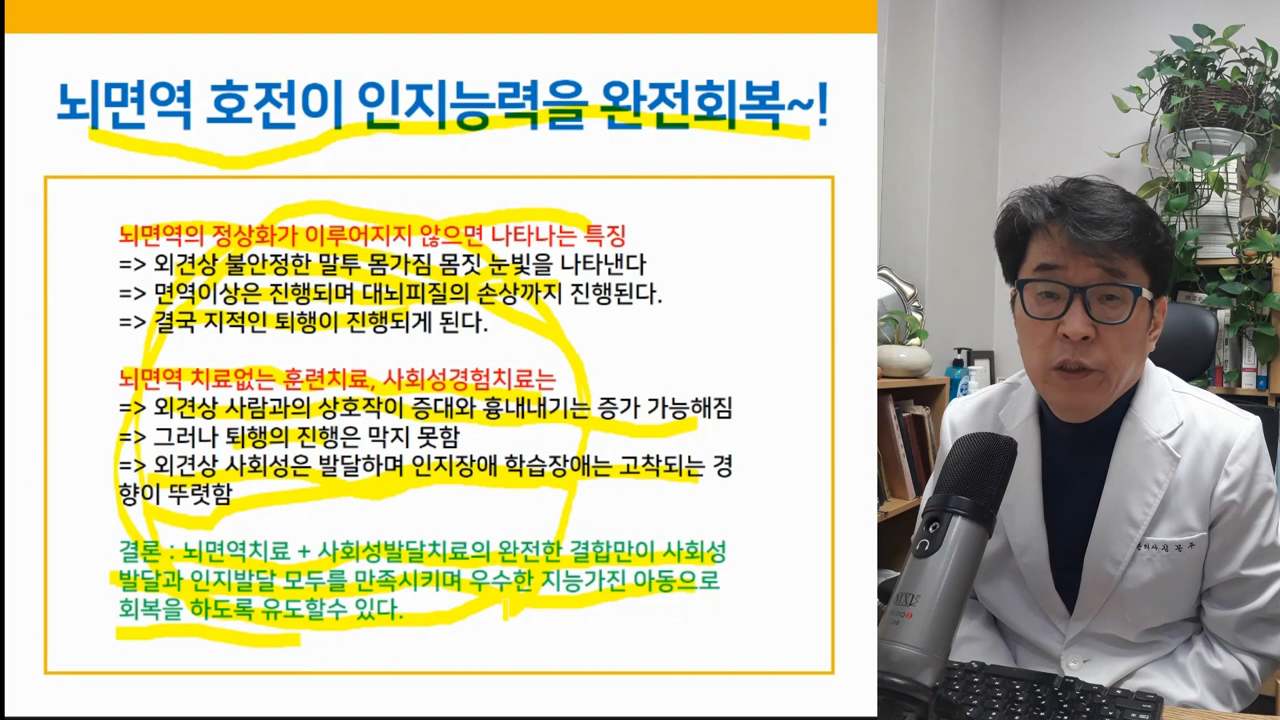 뇌면역 호전이 인지능력을 완전회복~!
뇌면역의 정상화가 이루어지지 않으면 나타나는 특징
=> 외견상 불안정한 말투 몸가짐 몸짓 눈빛을 나타낸다
=> 면역이상은 진행되며 대뇌피질의 손상까지 진행된다.
=> 결국 지적인 퇴행이 진행되게 된다.
뇌면역 치료없는 훈련치료, 사회성경험치료는
=> 외견상 사람과의 상호작이 증대와 흉내내기는 증가 가능해짐
=> 그러나 퇴행의 진행은 막지 못함
=> 외견상 사회성은 발달하며 인지장애 학습장애는 고착되는 경
향이 뚜렷함
결론 : 뇌면역치료 + 사회성발달치료의 완전한 결합만이 사회성
발달과 인지발달 모두를 만족시키며 우수한 지능가진 아동으로
회복을 하도록 유도할수 있다.